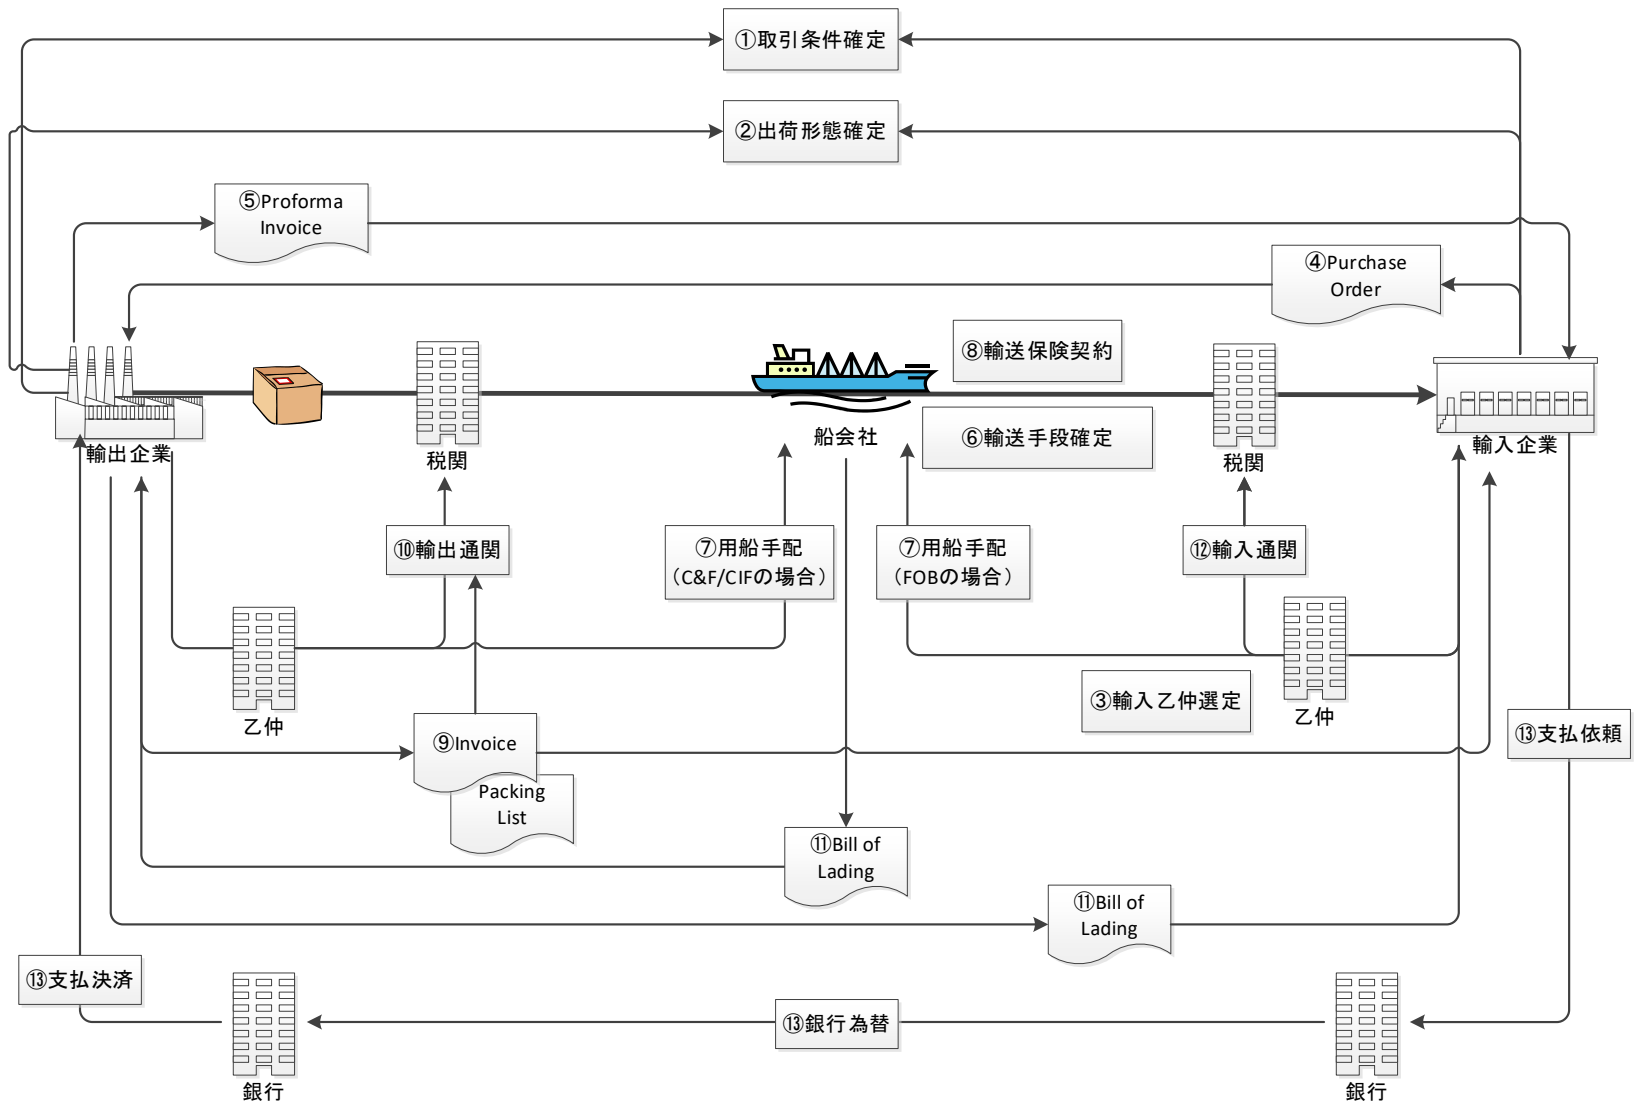 ①取引条件確定
②出荷形態確定
⑤Proforma
Invoice
④Purchase
Order
⑧輸送保険契約
⑥輸送手段確定
輸出企業
税関
船会社
税関
輸入企業
⑩輸出通関
⑦用船手配
（C&F/CIFの場合）
⑦用船手配
（FOBの場合）
⑫輸入通関
③輸入乙仲選定
乙仲
乙仲
⑬支払依頼
⑨Invoice
Packing
List
⑪Bill of
Lading
⑪Bill of
Lading
⑬支払決済
⑬銀行為替
銀行
銀行